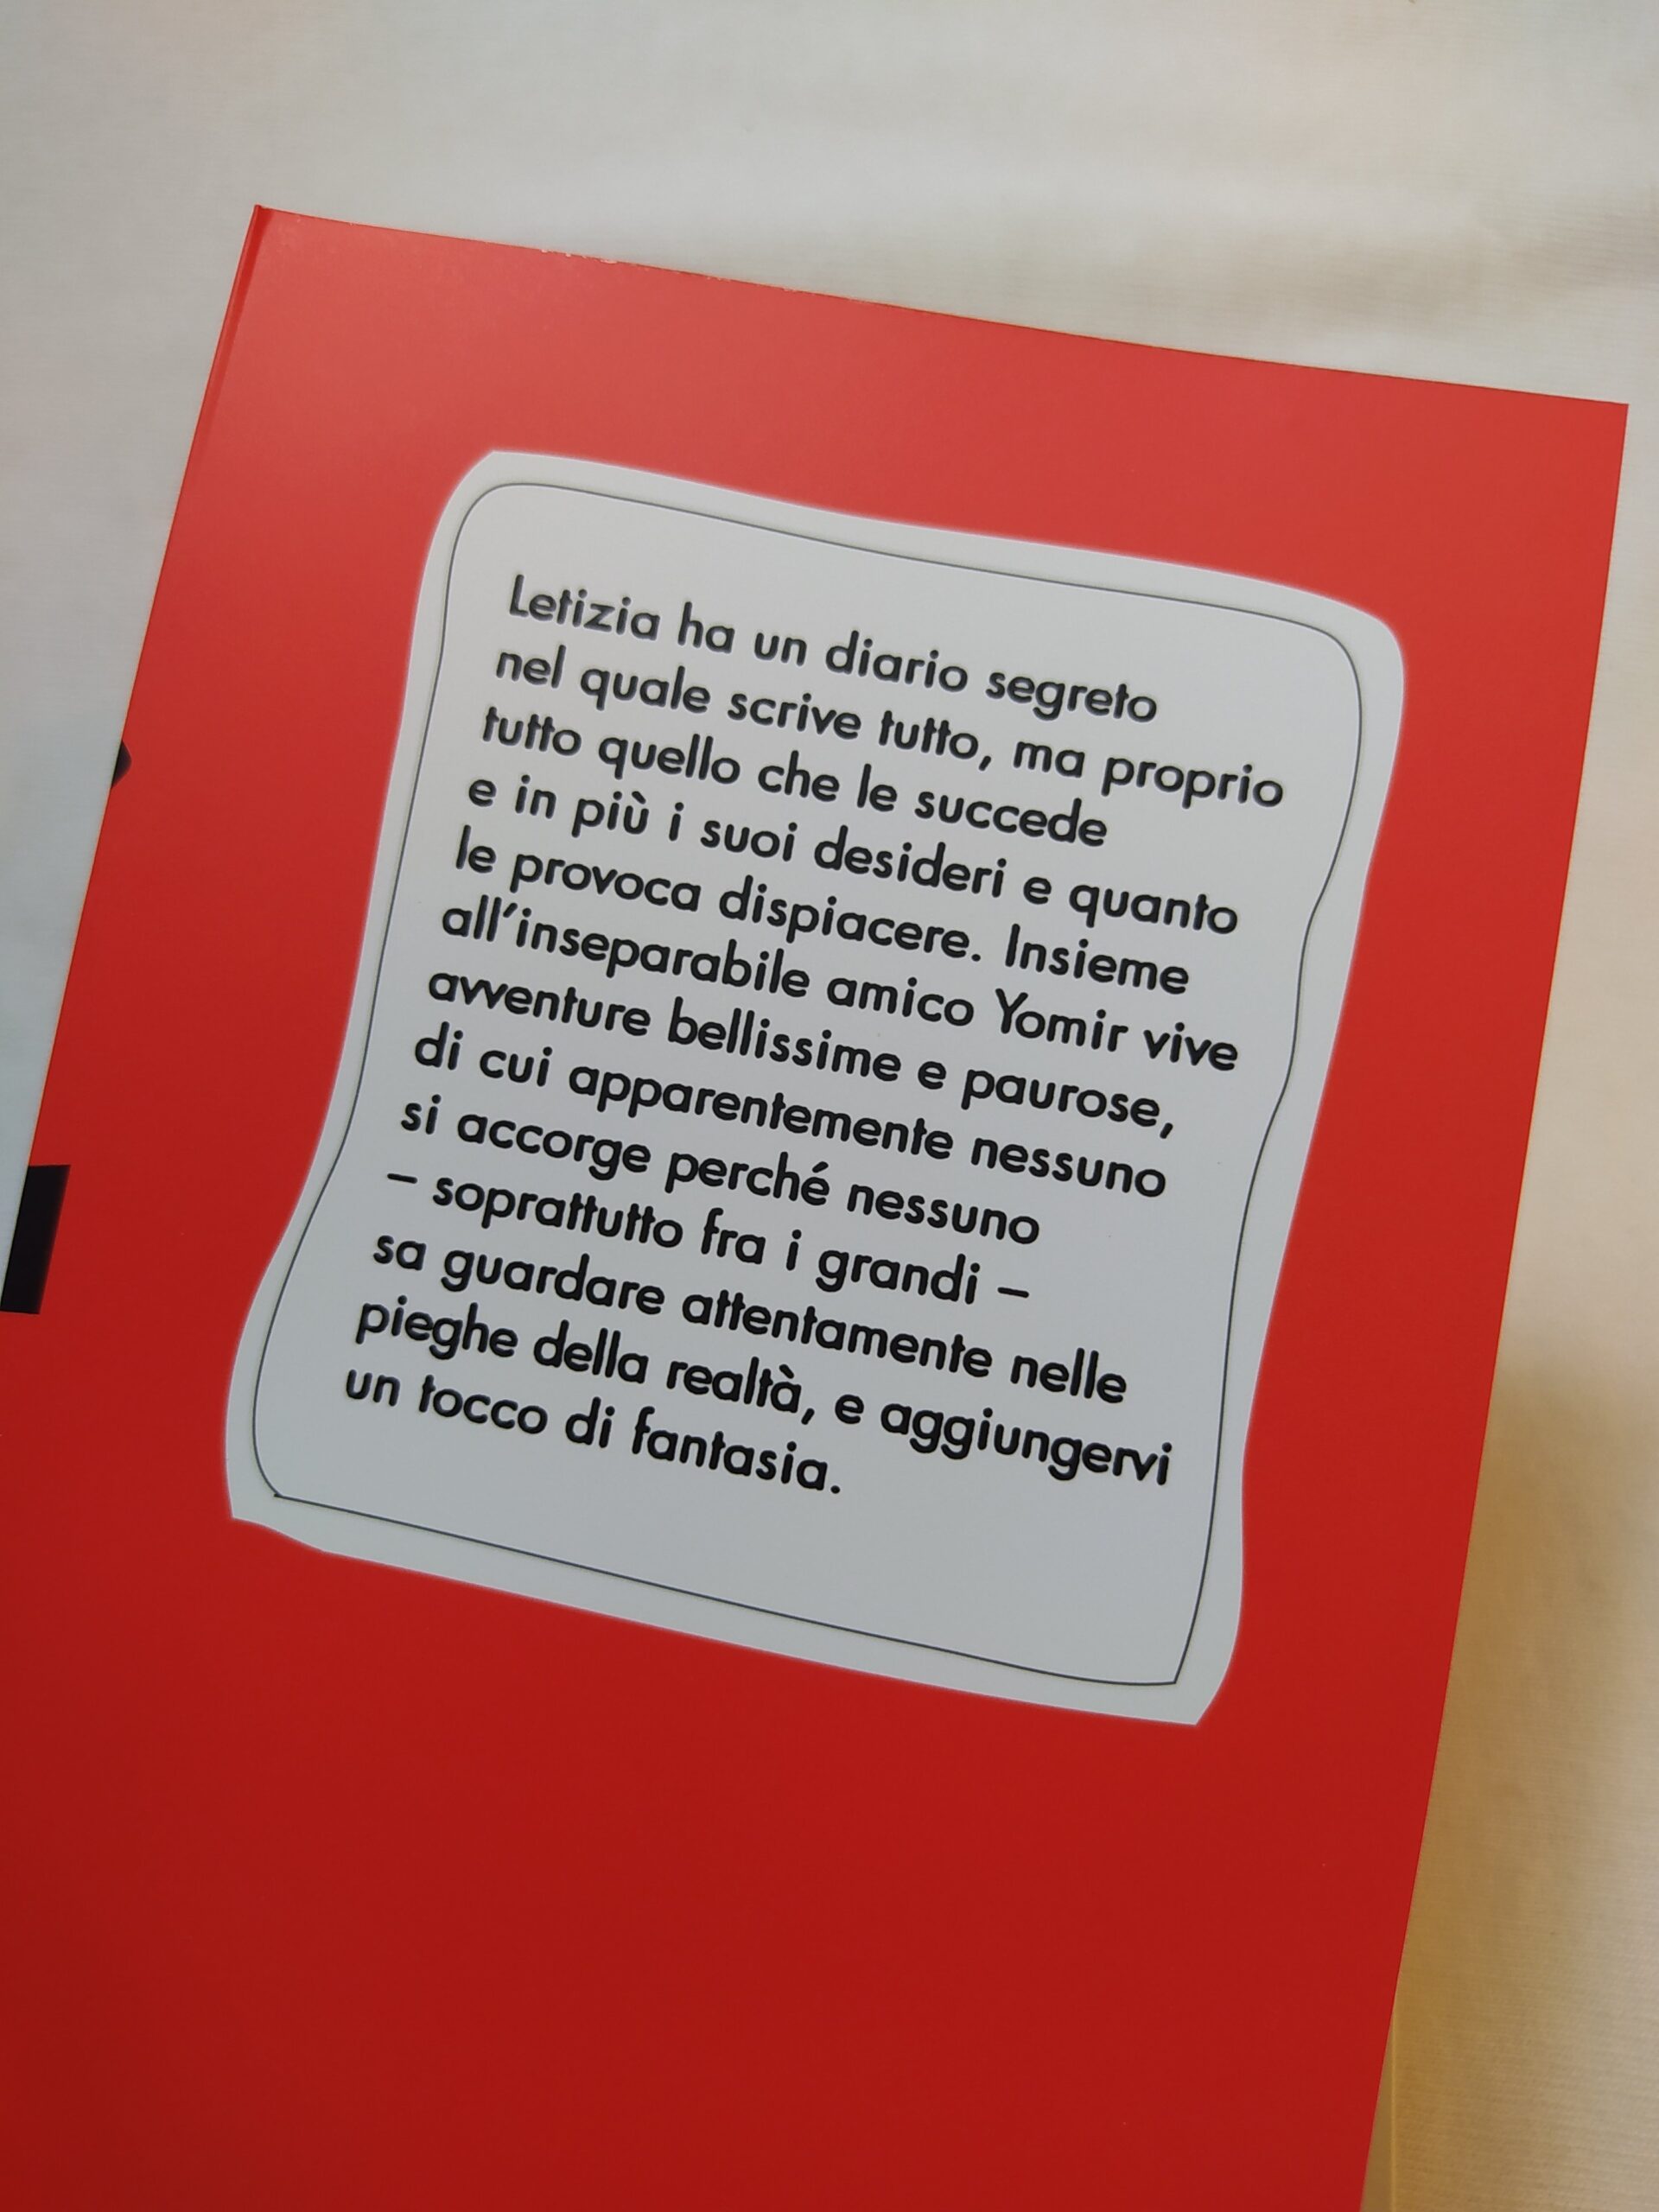 Letizia ha un diario segreto
nel quale scrive tutto, ma proprio
tutto quello che le succede
e in più i suoi desideri e quanto
le provoca dispiacere. Insieme
all'inseparabile amico Yomir vive
avventure bellissime e paurose,
di cui apparentemente nessuno
si accorge perché nessuno
– soprattutto fra i grandi –
sa guardare attentamente nelle
pieghe della realtà, e aggiungervi
un tocco di fantasia.